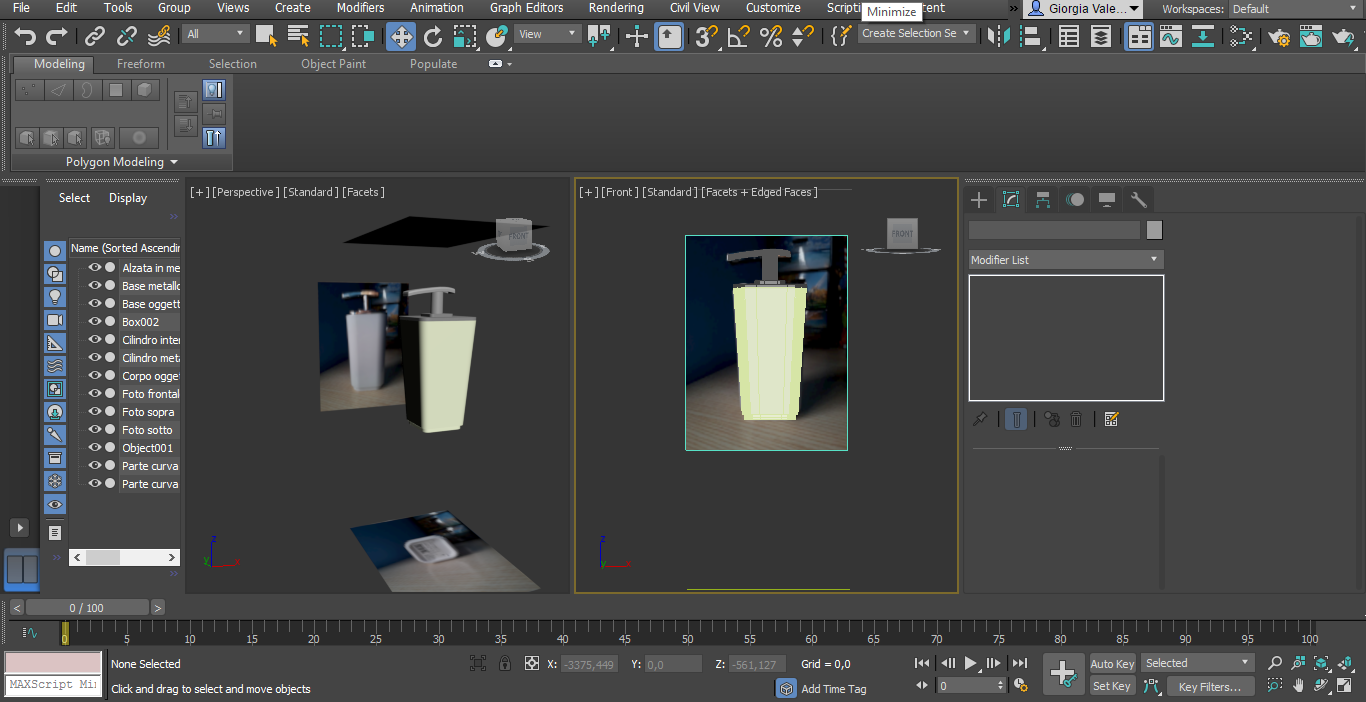 File Edit Tools Group Views Create Modifiers Animation Graph Editors Rendering Civil View Customize Scripti Minimize ent » Giorgia Vale... Workspaces: Default
All View Create Selection Se
Modeling Freeform Selection Object Paint Populate
Polygon Modeling
Select Display
Name (Sorted Ascendin
Alzata in me
Base metallo
Base oggett
Box002
Cilindro inter
Cilindro meta
Corpo ogge
Foto frontal
Foto sopra
Foto sotto
Object001
Parte curva
Parte curva
[+] [Perspective] [Standard] [Facets]
FRONT
z
y
x
[+] [Front] [Standard] [Facets + Edged Faces]
FRONT
z
y
x
Modifier List
< 0 / 100 >
0 5 10 15 20 25 30 35 40 45 50 55 60 65 70 75 80 85 90 95 100
None Selected X: -3375,449 Y: 0,0 Z: -561,127 Grid = 0,0 Auto Key Selected
MAXScript Min Click and drag to select and move objects Add Time Tag 0 Set Key Key Filters...